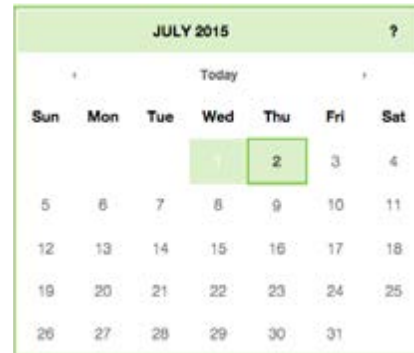 JULY 2015 ?
‹ Today ›
Sun Mon Tue Wed Thu Fri Sat
1 2 3 4
5 6 7 8 9 10 11
12 13 14 15 16 17 18
19 20 21 22 23 24 25
26 27 28 29 30 31